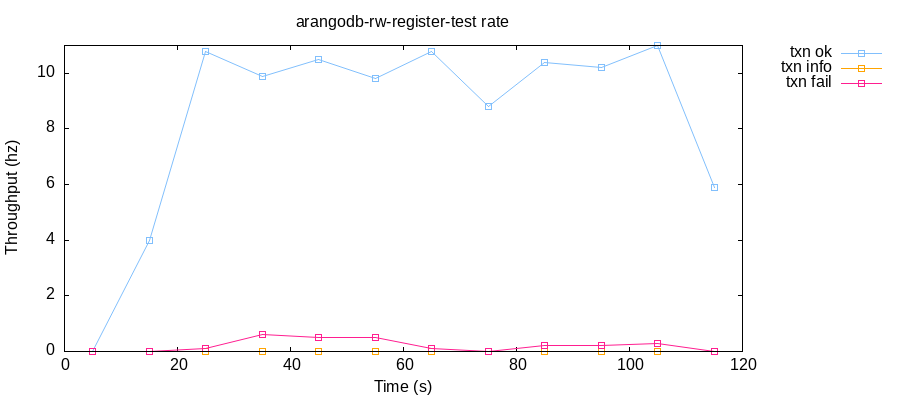 arangodb-rw-register-test rate
txn ok
txn info
txn fail
Throughput (hz)
10
8
6
4
2
0
0 20 40 60 80 100 120
Time (s)